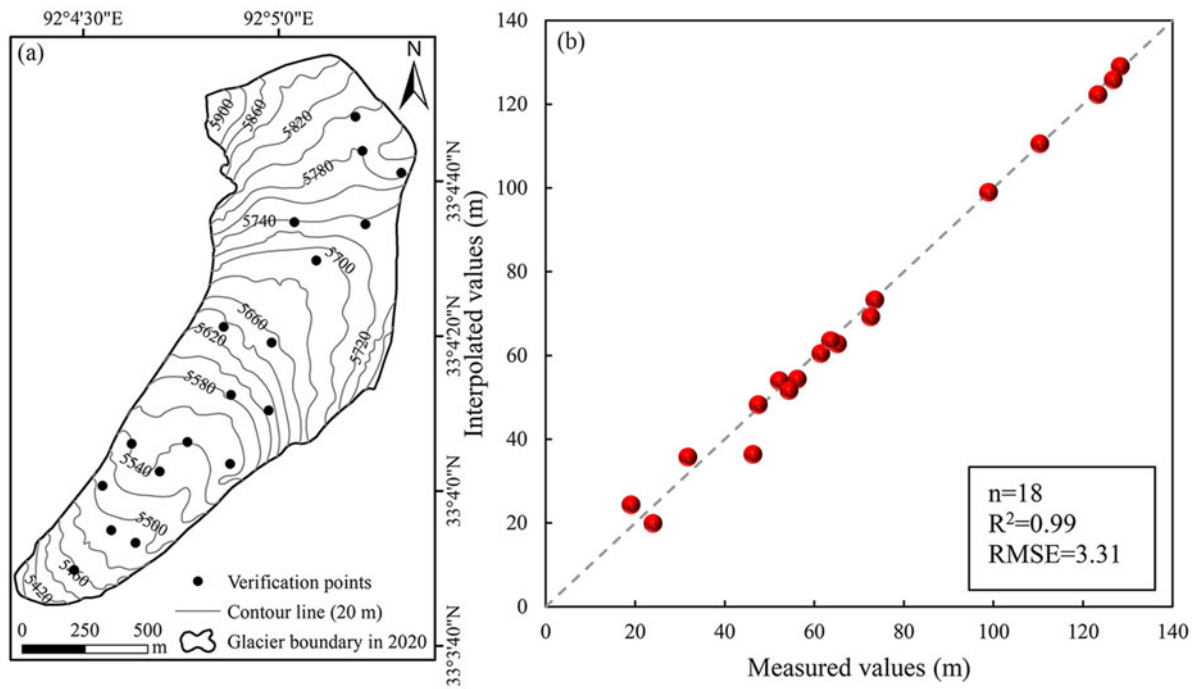 92°4'30"E
92°5'0"E
(a)
N
5900
5860
5820
5780
5740
5700
5660
5620
5720
5580
5540
5500
5460
5420
33°4'40"N
33°4'20"N
33°4'0"N
33°3'40"N
Verification points
Contour line (20 m)
Glacier boundary in 2020
0 250 500
m
(b)
Interpolated values (m)
140
120
100
80
60
40
20
0
n=18
R²=0.99
RMSE=3.31
0 20 40 60 80 100 120 140
Measured values (m)